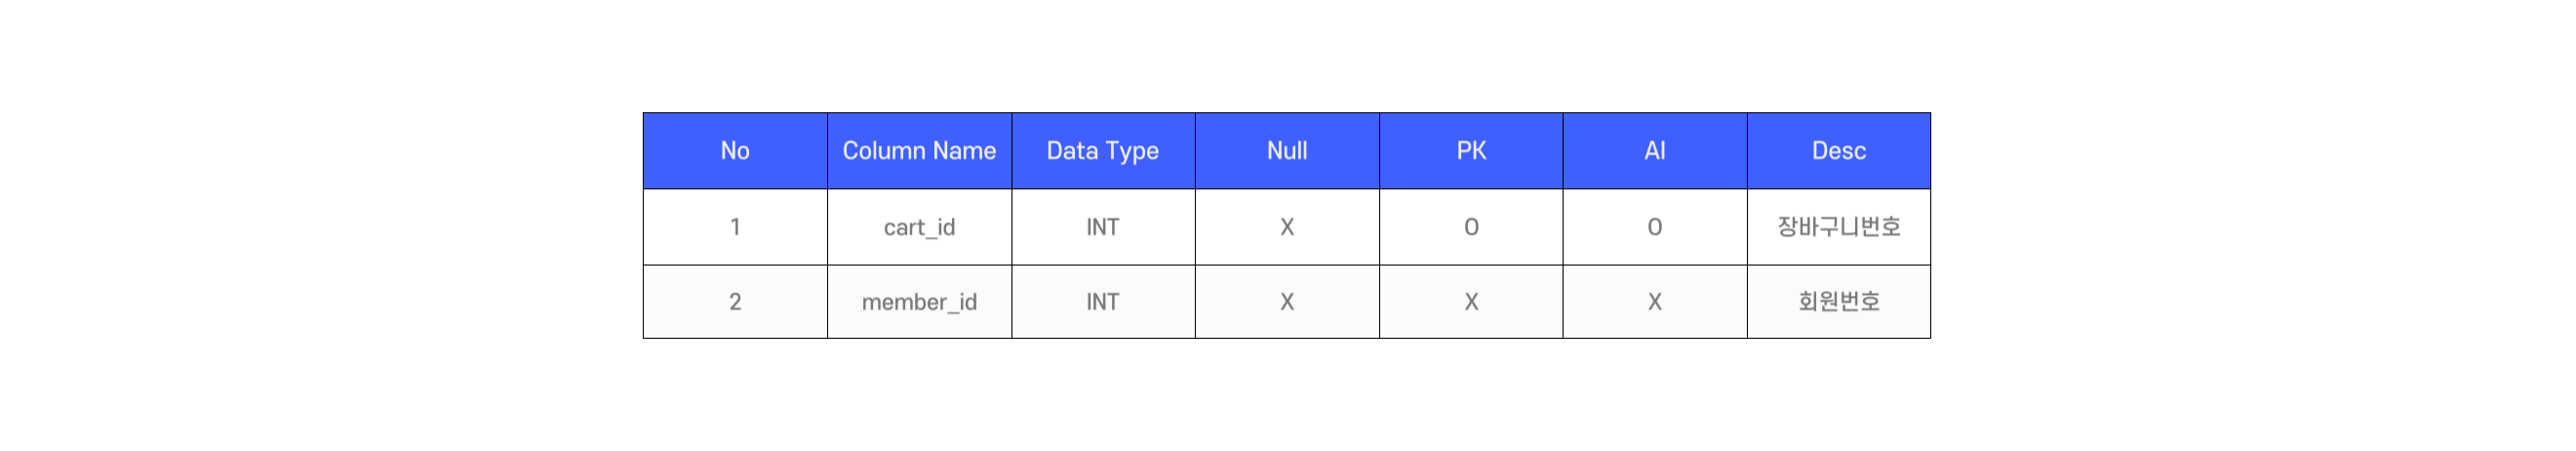 No Column Name Data Type Null PK AI Desc
1 cart_id INT X O O 장바구니번호
2 member_id INT X X X 회원번호